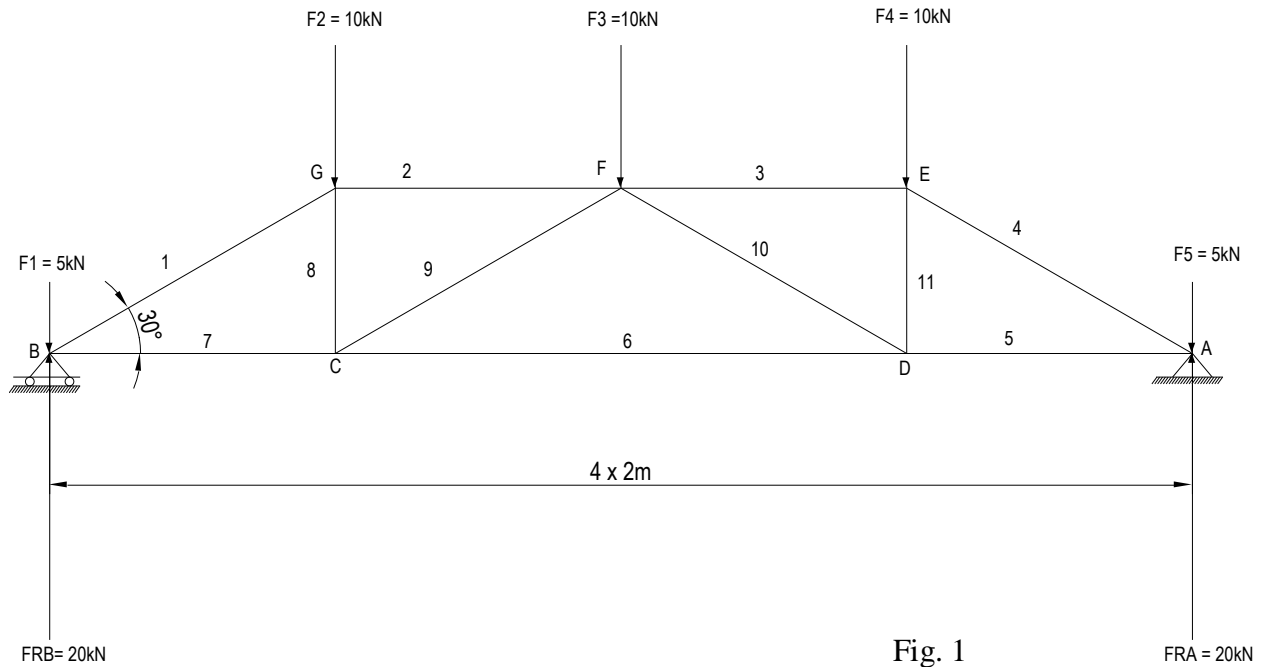 F2 = 10kN
F3 =10kN
F4 = 10kN
G
2
F
3
E
4
F1 = 5kN
1
8
9
10
11
F5 = 5kN
30°
B
7
C
6
D
5
A
4 x 2m
FRB= 20kN
Fig. 1
FRA = 20kN